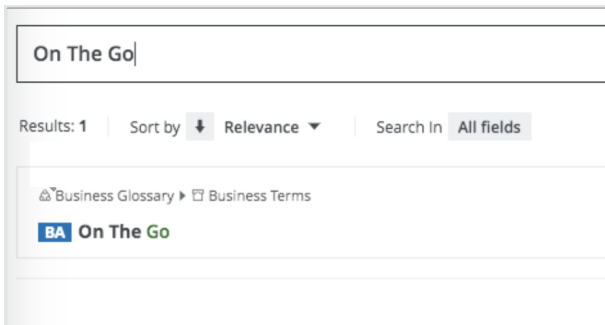 On The Go
Results: 1 Sort by Relevance Search In All fields
Business Glossary Business Terms
BA On The Go